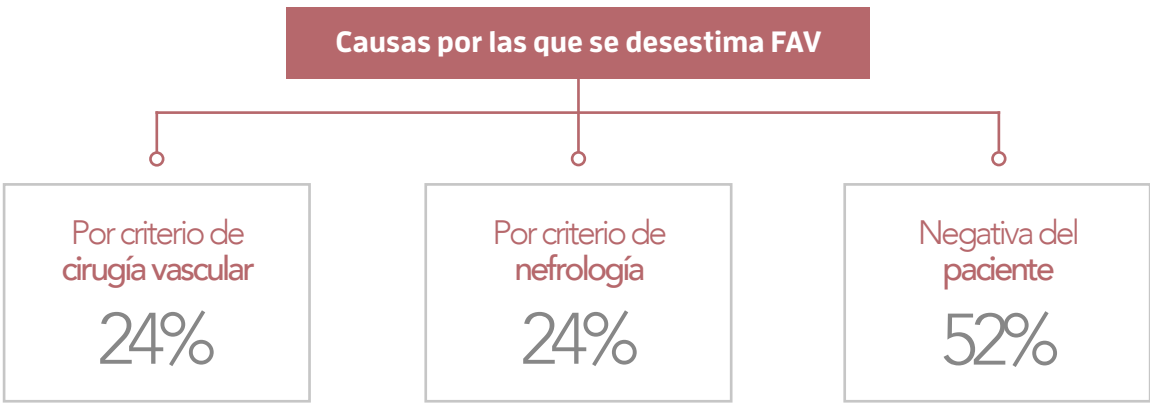 Causas por las que se desestima FAV
Por criterio de
cirugía vascular
24%
Por criterio de
nefrología
24%
Negativa del
paciente
52%